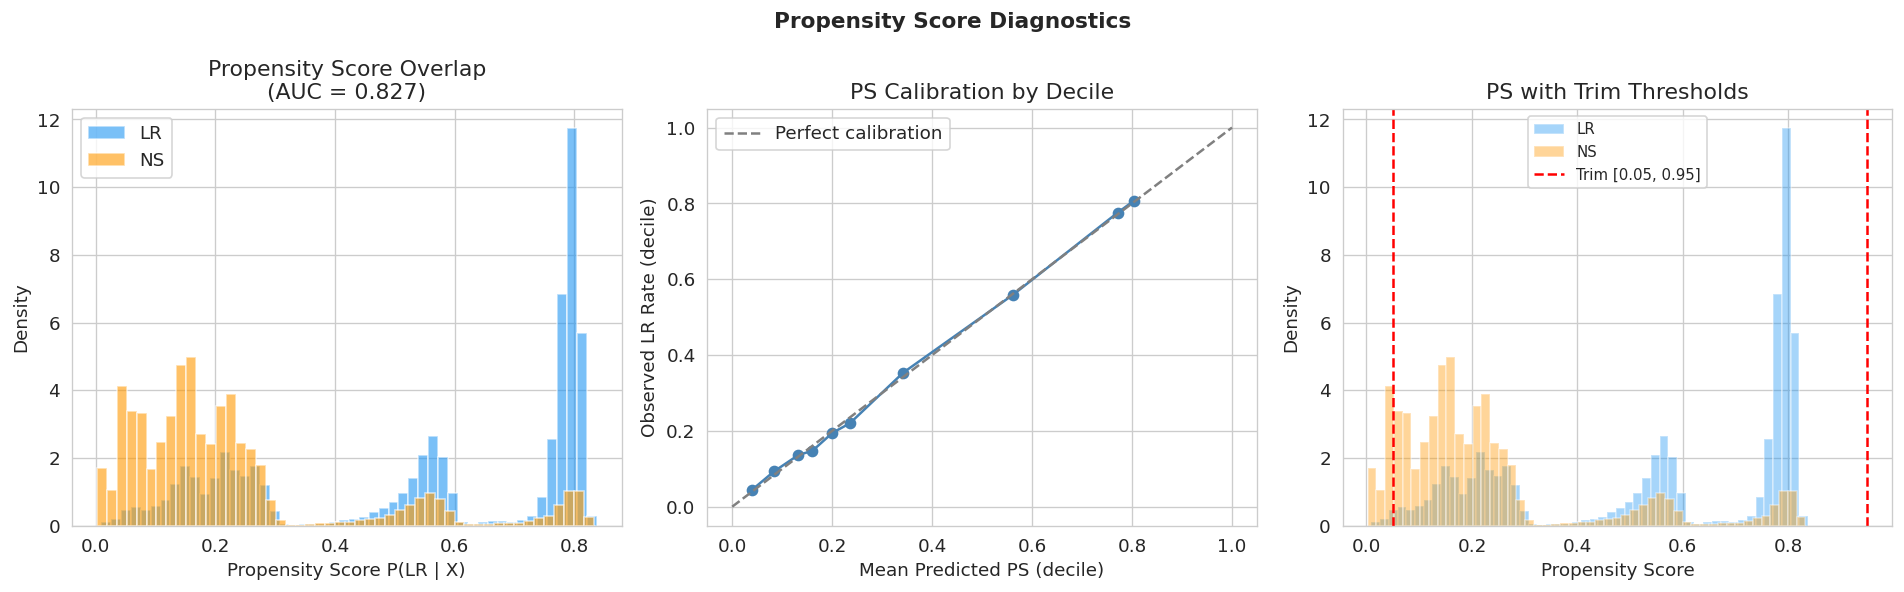 Propensity Score Diagnostics
Propensity Score Overlap
(AUC = 0.827)
LR
NS
Density
12
10
8
6
4
2
0
0.0 0.2 0.4 0.6 0.8
Propensity Score P(LR | X)
PS Calibration by Decile
Perfect calibration
Observed LR Rate (decile)
1.0
0.8
0.6
0.4
0.2
0.0
0.0 0.2 0.4 0.6 0.8 1.0
Mean Predicted PS (decile)
PS with Trim Thresholds
LR
NS
Trim [0.05, 0.95]
Density
12
10
8
6
4
2
0
0.0 0.2 0.4 0.6 0.8
Propensity Score